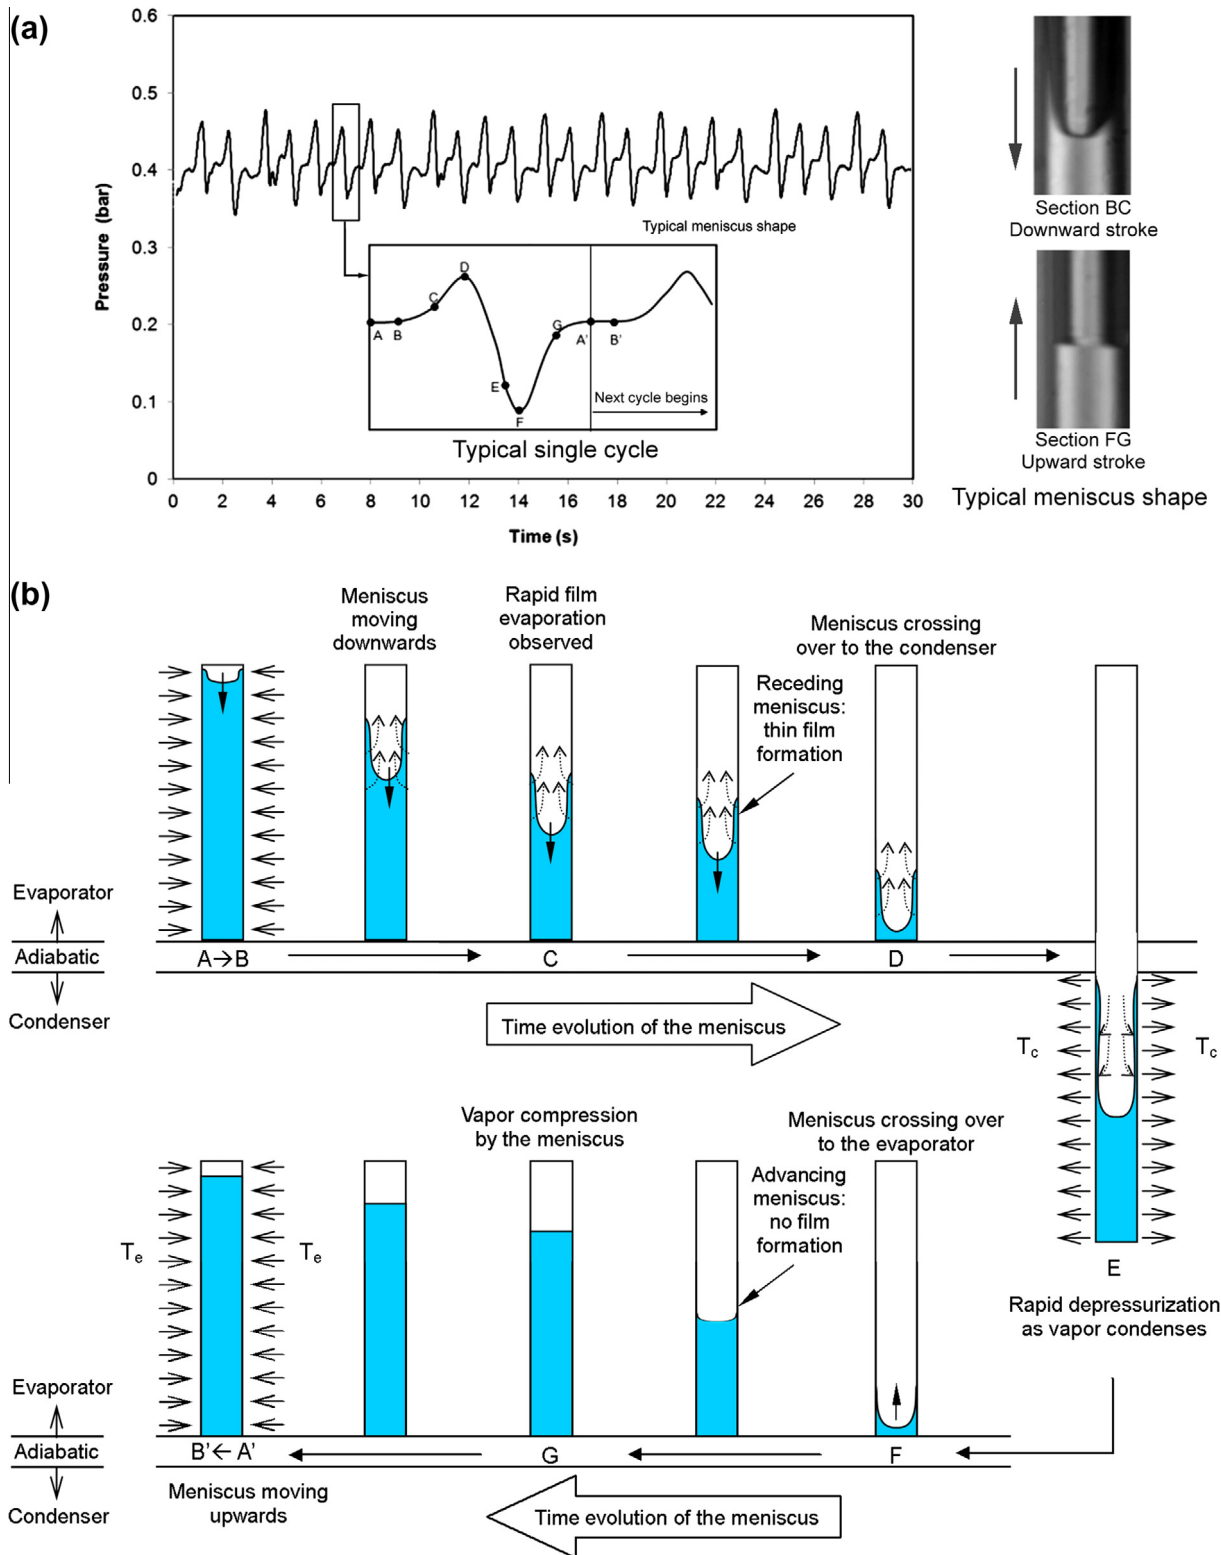 (a)
0.6
0.5
0.4
0.3
0.2
0.1
0
Pressure (bar)
0 2 4 6 8 10 12 14 16 18 20 22 24 26 28 30
Time (s)
Typical meniscus shape
A B C D E F G A' B'
Next cycle begins
Typical single cycle
Section BC
Downward stroke
Section FG
Upward stroke
Typical meniscus shape
(b)
Meniscus
moving
downwards
Rapid film
evaporation
observed
Meniscus crossing
over to the condenser
Receding
meniscus:
thin film
formation
Evaporator
Adiabatic
Condenser
A→B
C
D
Time evolution of the meniscus
Tc
Tc
E
Rapid depressurization
as vapor condenses
Vapor compression
by the meniscus
Meniscus crossing over
to the evaporator
Advancing
meniscus:
no film
formation
Te
Te
Evaporator
Adiabatic
Condenser
B'← A'
G
F
Meniscus moving
upwards
Time evolution of the meniscus